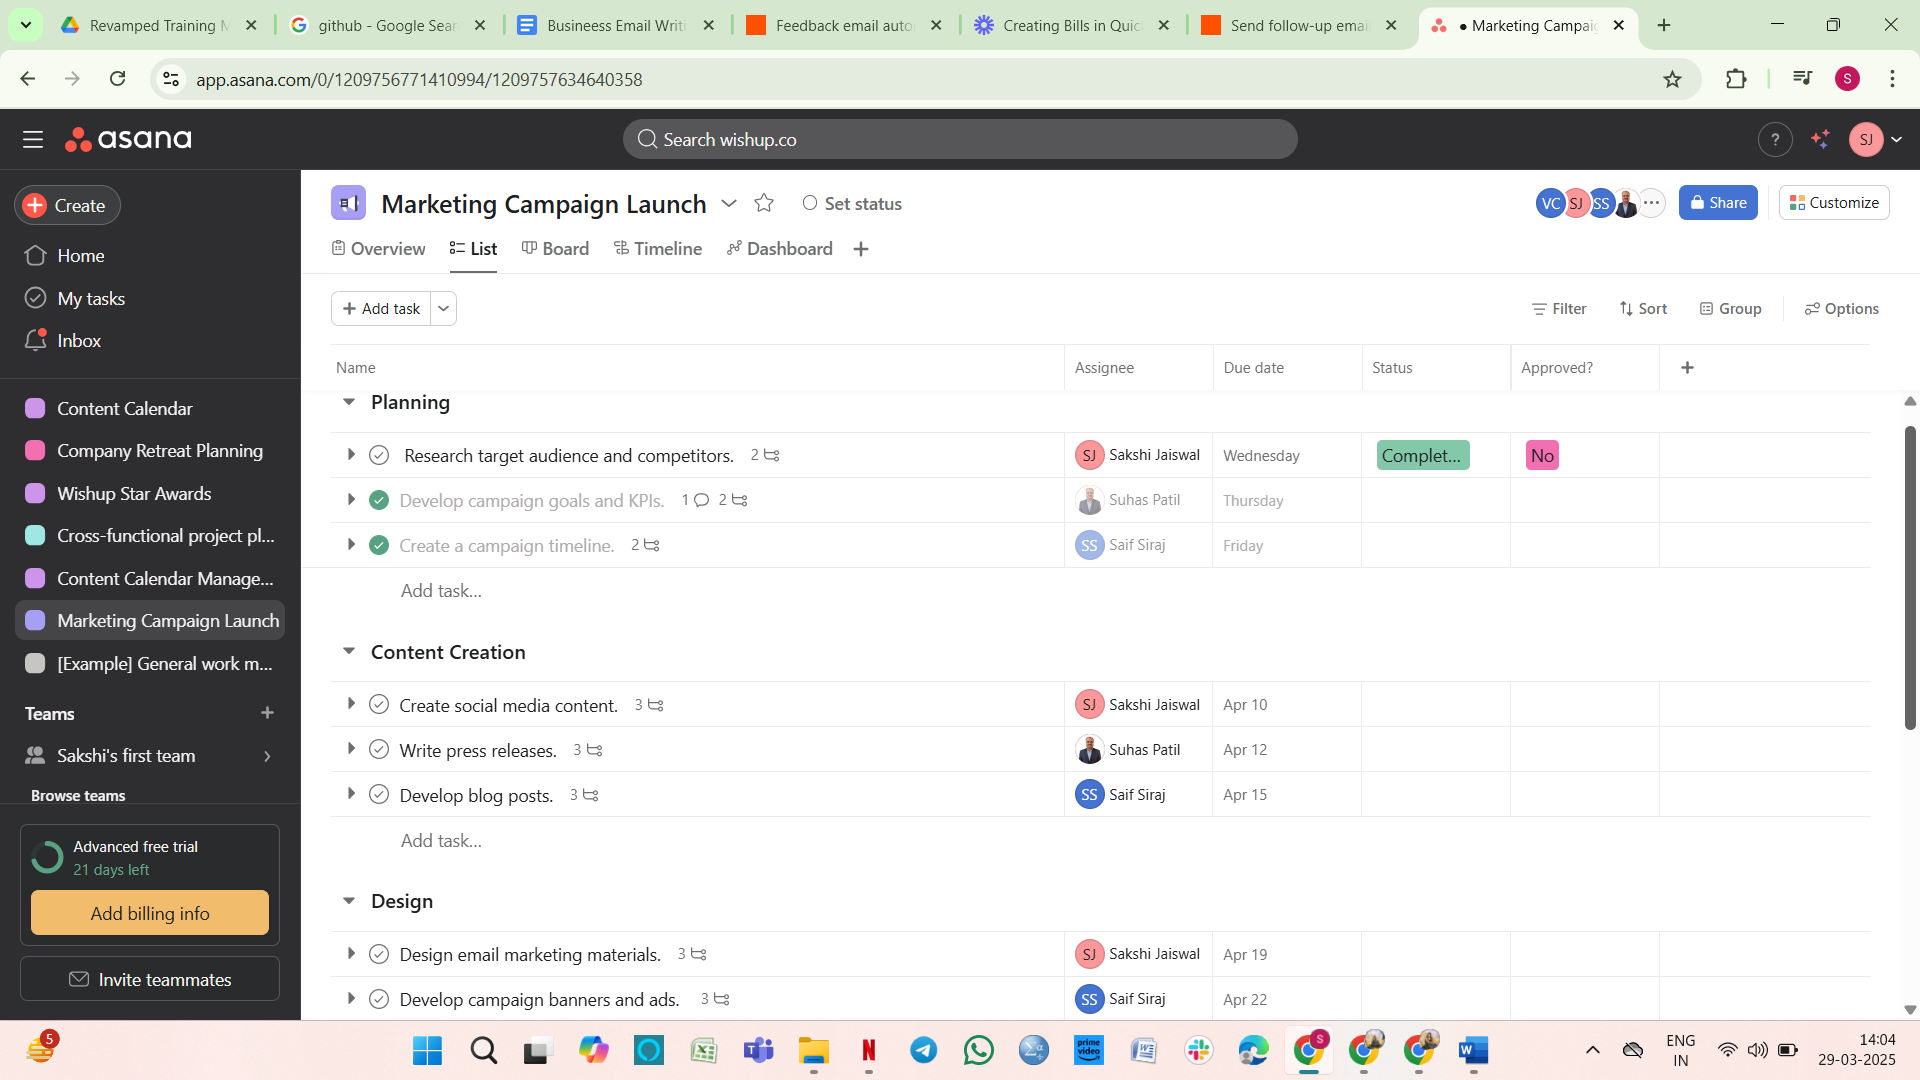 Revamped Training M
github - Google Sear
Busineess Email Writi
Feedback email auto
Creating Bills in Quic
Send follow-up emai
• Marketing Campaig
app.asana.com/0/1209756771410994/1209757634640358
S
asana
Search wishup.co
?
SJ
Create
Home
My tasks
Inbox
Content Calendar
Company Retreat Planning
Wishup Star Awards
Cross-functional project pl...
Content Calendar Manage...
Marketing Campaign Launch
[Example] General work m...
Teams
Sakshi's first team
Browse teams
Advanced free trial
21 days left
Add billing info
Invite teammates
Marketing Campaign Launch
Set status
VC SJ SS
Share
Customize
Overview List Board Timeline Dashboard
Add task
Filter Sort Group Options
Name Assignee Due date Status Approved?
Planning
Research target audience and competitors. 2 SJ Sakshi Jaiswal Wednesday Complet... No
Develop campaign goals and KPIs. 1 2 Suhas Patil Thursday
Create a campaign timeline. 2 SS Saif Siraj Friday
Add task...
Content Creation
Create social media content. 3 SJ Sakshi Jaiswal Apr 10
Write press releases. 3 Suhas Patil Apr 12
Develop blog posts. 3 SS Saif Siraj Apr 15
Add task...
Design
Design email marketing materials. 3 SJ Sakshi Jaiswal Apr 19
Develop campaign banners and ads. 3 SS Saif Siraj Apr 22
5
prime video
S
ENG
IN
14:04
29-03-2025